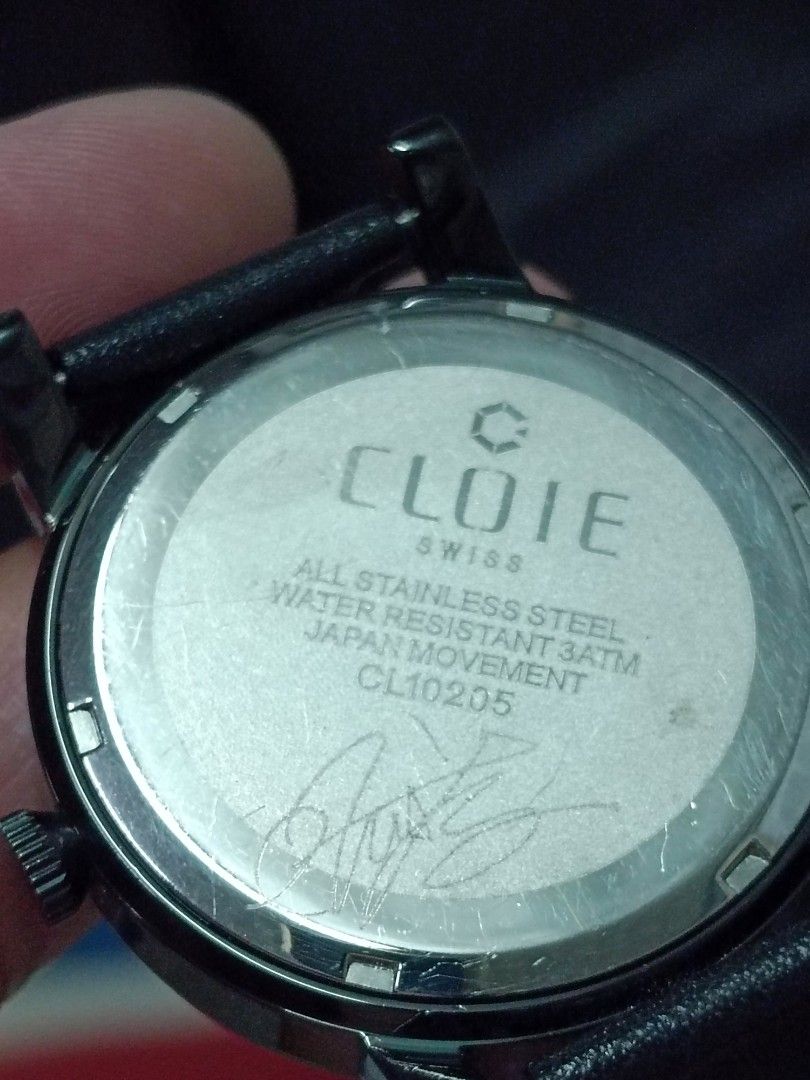 CLOIE
SWISS
ALL STAINLESS STEEL
WATER RESISTANT 3ATM
JAPAN MOVEMENT
CL10205